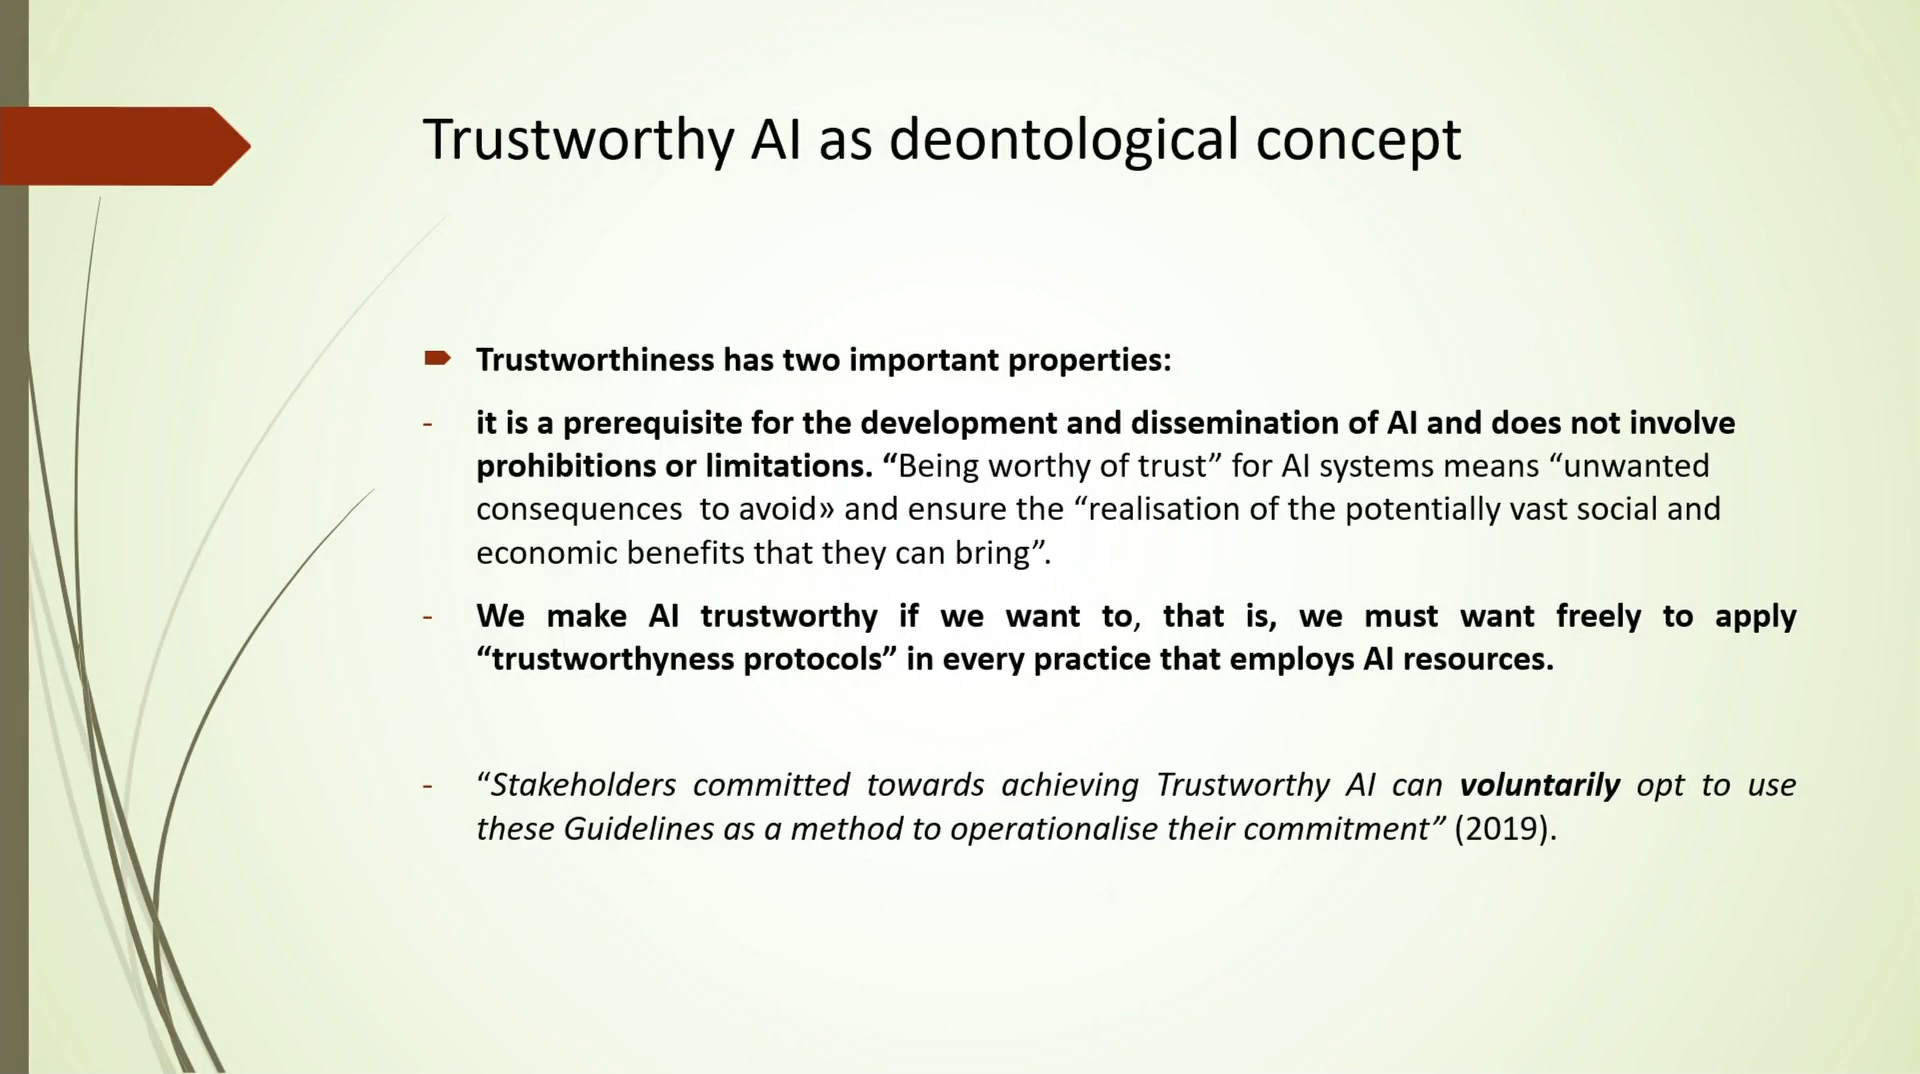 Trustworthy AI as deontological concept
Trustworthiness has two important properties:
- it is a prerequisite for the development and dissemination of AI and does not involve
prohibitions or limitations. “Being worthy of trust” for AI systems means “unwanted
consequences  to avoid» and ensure the “realisation of the potentially vast social and
economic benefits that they can bring”.
- We make AI trustworthy if we want to, that is, we must want freely to apply
“trustworthyness protocols” in every practice that employs AI resources.
- “Stakeholders committed towards achieving Trustworthy AI can voluntarily opt to use
these Guidelines as a method to operationalise their commitment” (2019).